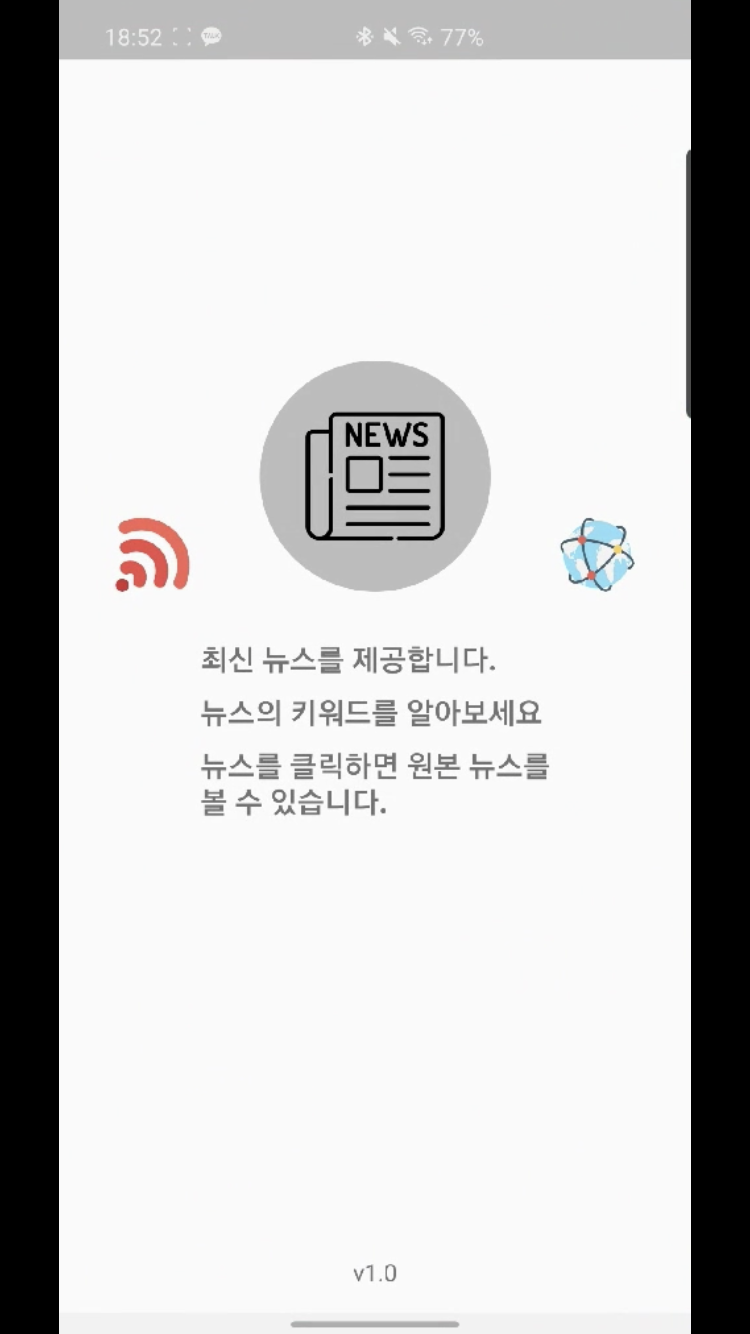 18:52 TALK 77%
NEWS
최신 뉴스를 제공합니다.
뉴스의 키워드를 알아보세요
뉴스를 클릭하면 원본 뉴스를
볼 수 있습니다.
v1.0